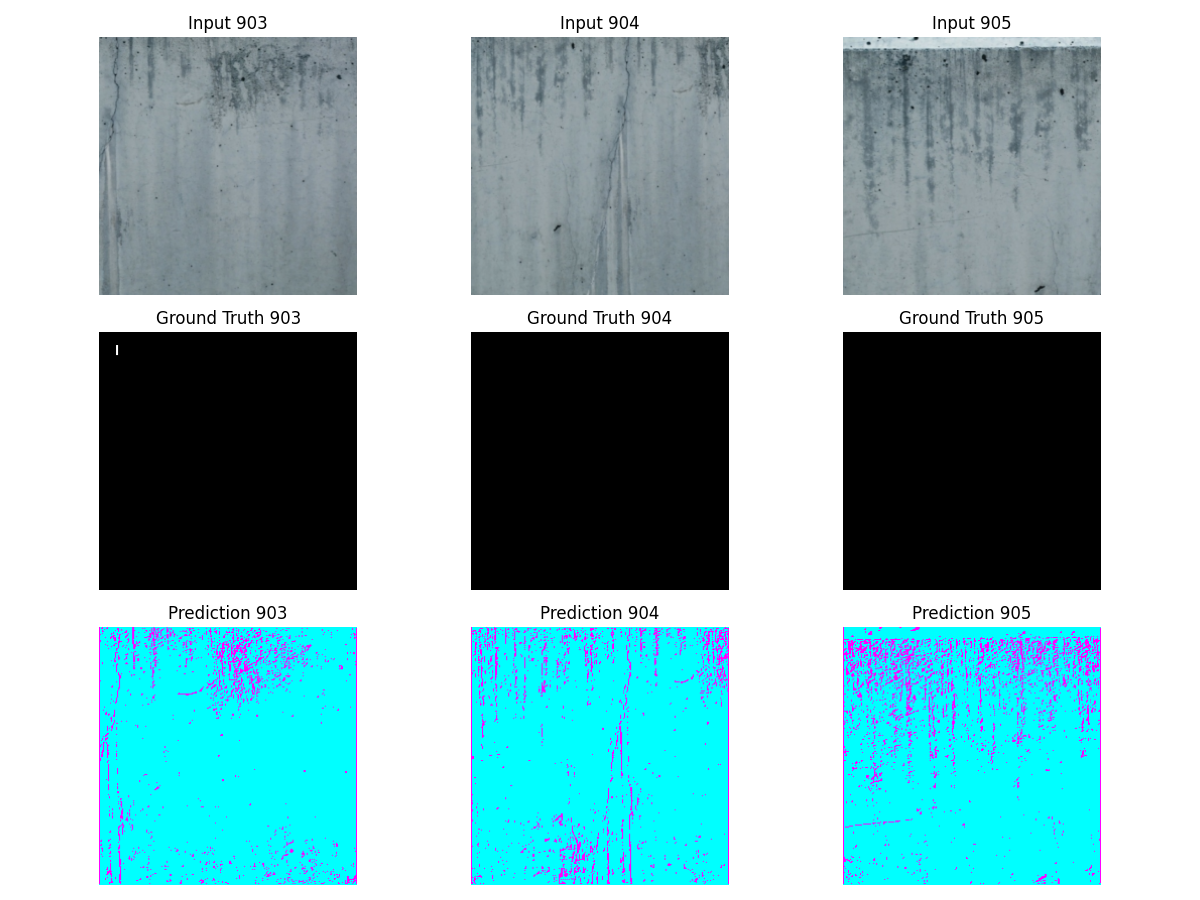 Input 903
Input 904
Input 905
Ground Truth 903
Ground Truth 904
Ground Truth 905
Prediction 903
Prediction 904
Prediction 905